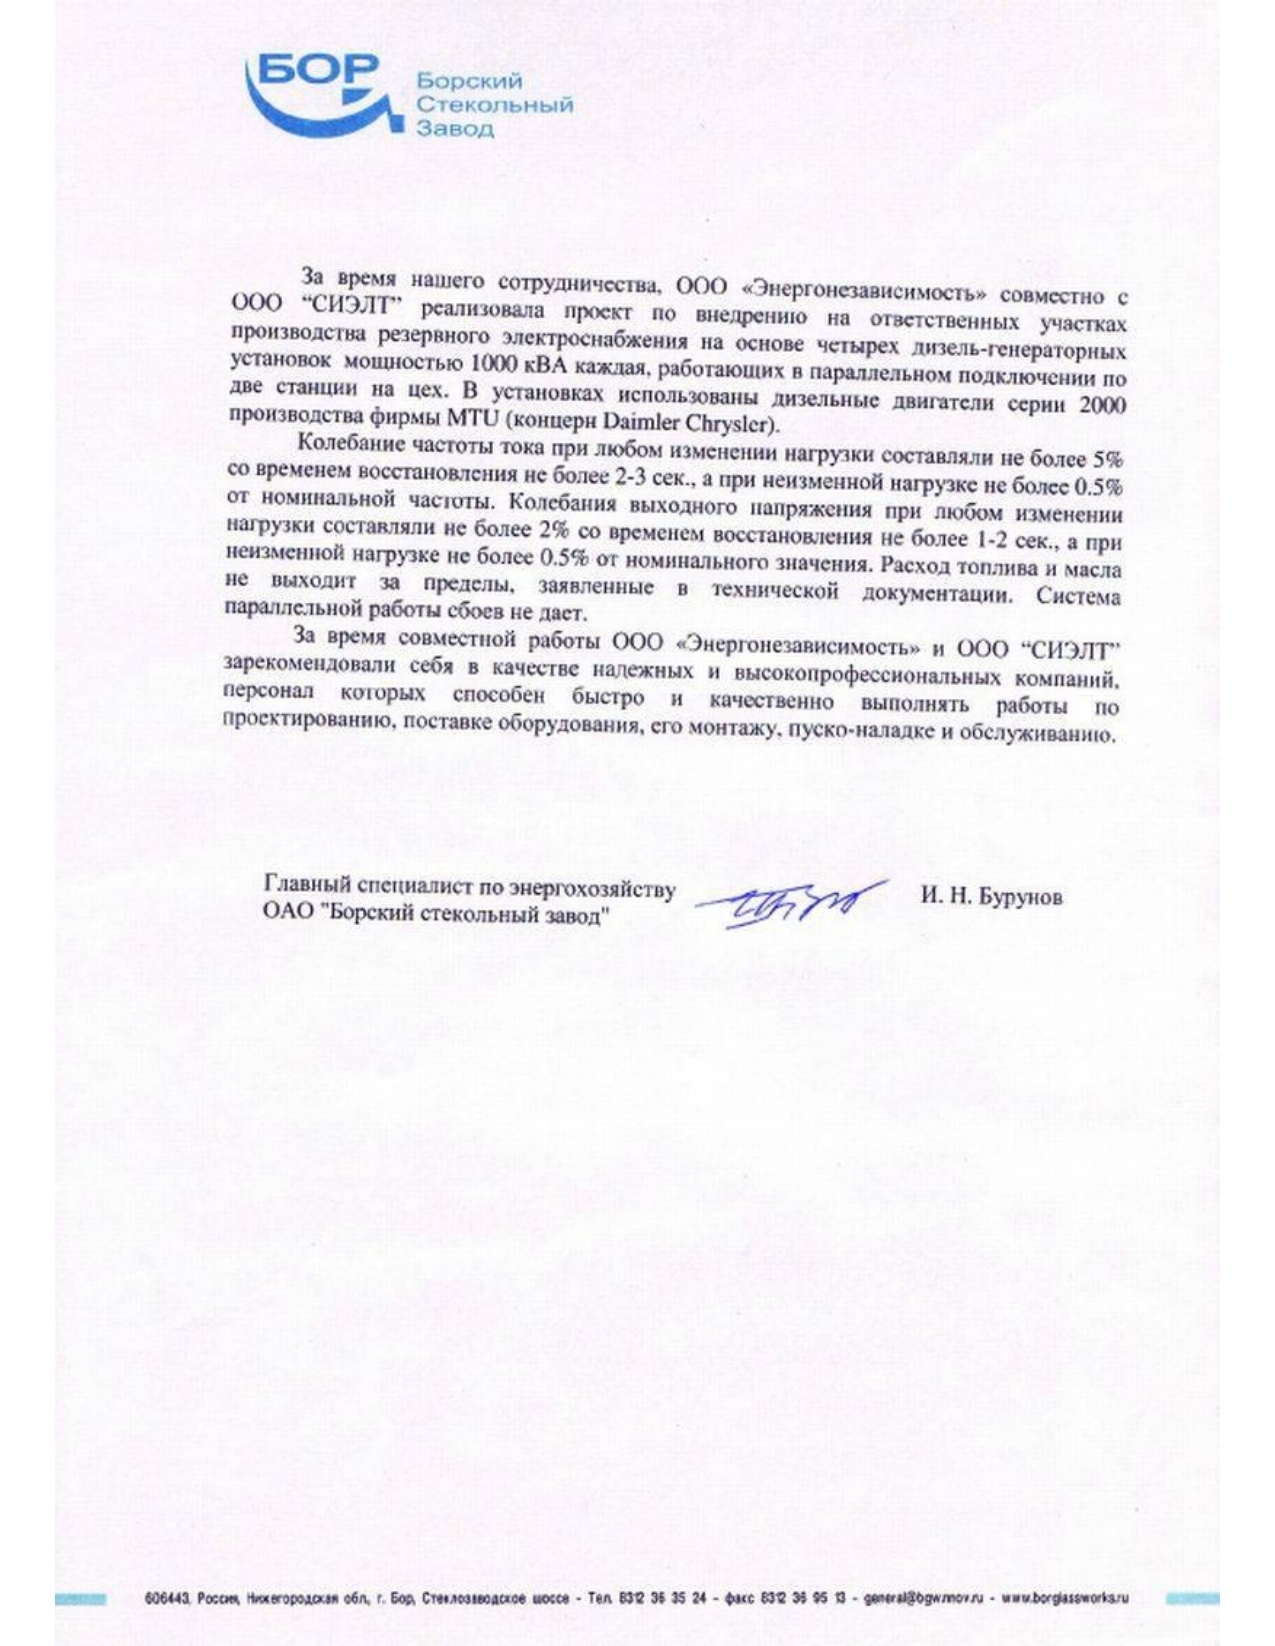 БОР
Борский
Стекольный
Завод
За время нашего сотрудничества, ООО «Энергонезависимость» совместно с
ООО “СИЭЛТ” реализовала проект по внедрению на ответственных участках
производства резервного электроснабжения на основе четырех дизель-генераторных
установок мощностью 1000 кВА каждая, работающих в параллельном подключении по
две станции на цех. В установках использованы дизельные двигатели серии 2000
производства фирмы MTU (концерн Daimler Chrysler).
Колебание частоты тока при любом изменении нагрузки составляли не более 5%
со временем восстановления не более 2-3 сек., а при неизменной нагрузке не более 0.5%
от номинальной частоты. Колебания выходного напряжения при любом изменении
нагрузки составляли не более 2% со временем восстановления не более 1-2 сек., а при
неизменной нагрузке не более 0.5% от номинального значения. Расход топлива и масла
не выходит за пределы, заявленные в технической документации. Система
параллельной работы сбоев не дает.
За время совместной работы ООО «Энергонезависимость» и ООО “СИЭЛТ”
зарекомендовали себя в качестве надежных и высокопрофессиональных компаний,
персонал которых способен быстро и качественно выполнять работы по
проектированию, поставке оборудования, его монтажу, пуско-наладке и обслуживанию.
Главный специалист по энергохозяйству
ОАО "Борский стекольный завод"
И. Н. Бурунов
606443, Россия, Нижегородская обл., г. Бор, Стеклозаводское шоссе - Тел. 8312 36 35 24 - факс 8312 36 95 13 - general@bgw.nnov.ru - www.borglassworks.ru